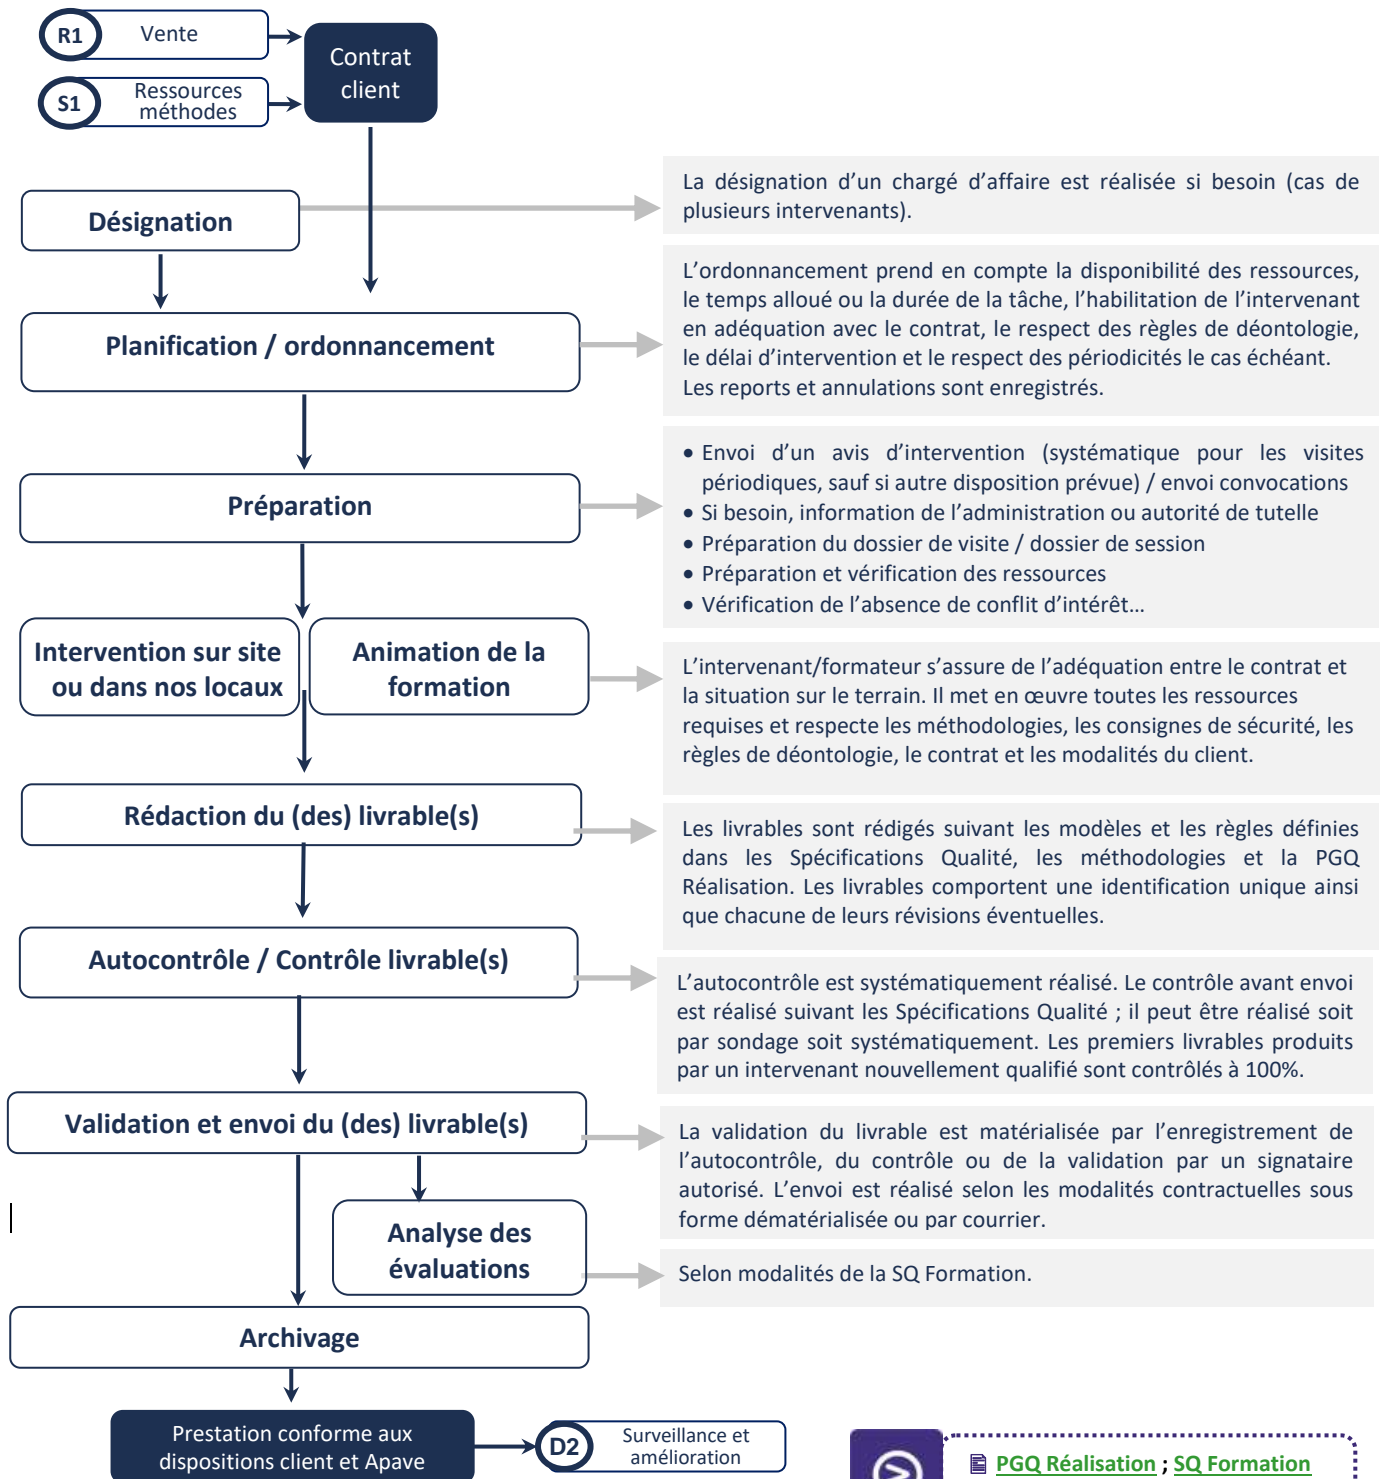 R1 Vente
Contrat
client
S1 Ressources
méthodes
La désignation d’un chargé d’affaire est réalisée si besoin (cas de
plusieurs intervenants).
Désignation
L’ordonnancement prend en compte la disponibilité des ressources,
le temps alloué ou la durée de la tâche, l’habilitation de l’intervenant
en adéquation avec le contrat, le respect des règles de déontologie,
le délai d’intervention et le respect des périodicités le cas échéant.
Les reports et annulations sont enregistrés.
Planification / ordonnancement
• Envoi d’un avis d’intervention (systématique pour les visites
périodiques, sauf si autre disposition prévue) / envoi convocations
• Si besoin, information de l’administration ou autorité de tutelle
• Préparation du dossier de visite / dossier de session
• Préparation et vérification des ressources
• Vérification de l’absence de conflit d’intérêt…
Préparation
Intervention sur site
ou dans nos locaux
Animation de la
formation
L’intervenant/formateur s’assure de l’adéquation entre le contrat et
la situation sur le terrain. Il met en œuvre toutes les ressources
requises et respecte les méthodologies, les consignes de sécurité, les
règles de déontologie, le contrat et les modalités du client.
Rédaction du (des) livrable(s)
Les livrables sont rédigés suivant les modèles et les règles définies
dans les Spécifications Qualité, les méthodologies et la PGQ
Réalisation. Les livrables comportent une identification unique ainsi
que chacune de leurs révisions éventuelles.
Autocontrôle / Contrôle livrable(s)
L’autocontrôle est systématiquement réalisé. Le contrôle avant envoi
est réalisé suivant les Spécifications Qualité ; il peut être réalisé soit
par sondage soit systématiquement. Les premiers livrables produits
par un intervenant nouvellement qualifié sont contrôlés à 100%.
Validation et envoi du (des) livrable(s)
La validation du livrable est matérialisée par l’enregistrement de
l’autocontrôle, du contrôle ou de la validation par un signataire
autorisé. L’envoi est réalisé selon les modalités contractuelles sous
forme dématérialisée ou par courrier.
Analyse des
évaluations
Selon modalités de la SQ Formation.
Archivage
Prestation conforme aux
dispositions client et Apave
D2 Surveillance et
amélioration
PGQ Réalisation ; SQ Formation